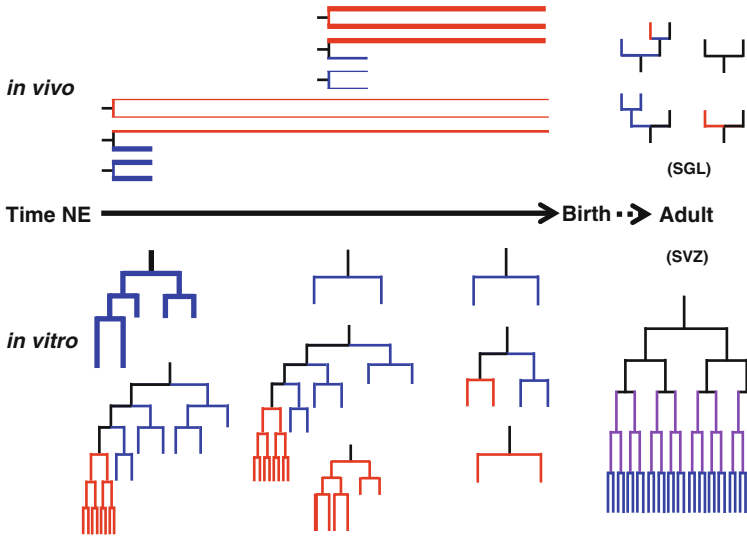 in vivo
(SGL)
Time NE
Birth
Adult
(SVZ)
in vitro